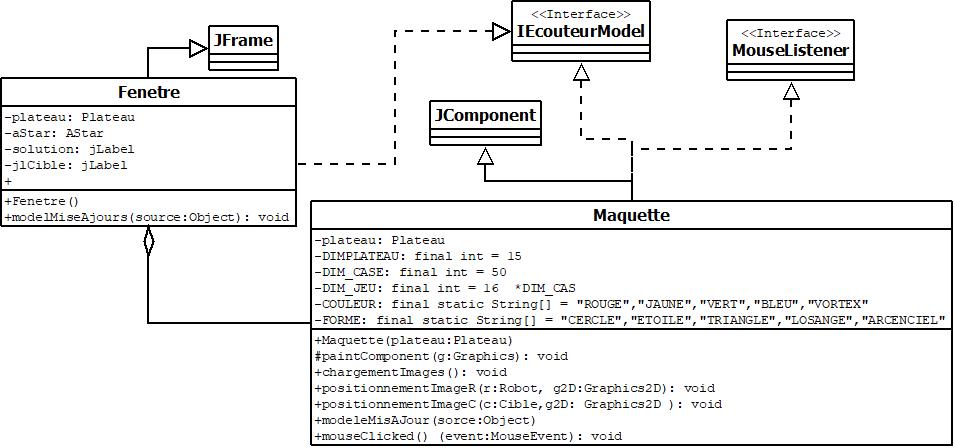 <<Interface>>
IEcouteurModel
<<Interface>>
MouseListener
JFrame
JComponent
Fenetre
-plateau: Plateau
-aStar: AStar
-solution: jLabel
-jlCible: jLabel
+
+Fenetre()
+modelMiseAjours(source:Object): void
Maquette
-plateau: Plateau
-DIMPLATEAU: final int = 15
-DIM_CASE: final int = 50
-DIM_JEU: final int = 16  *DIM_CAS
-COULEUR: final static String[] = "ROUGE","JAUNE","VERT","BLEU","VORTEX"
-FORME: final static String[] = "CERCLE","ETOILE","TRIANGLE","LOSANGE","ARCENCIEL"
+Maquette(plateau:Plateau)
#paintComponent(g:Graphics): void
+chargementImages(): void
+positionnementImageR(r:Robot, g2D:Graphics2D): void
+positionnementImageC(c:Cible,g2D: Graphics2D ): void
+modeleMisAJour(sorce:Object)
+mouseClicked() (event:MouseEvent): void